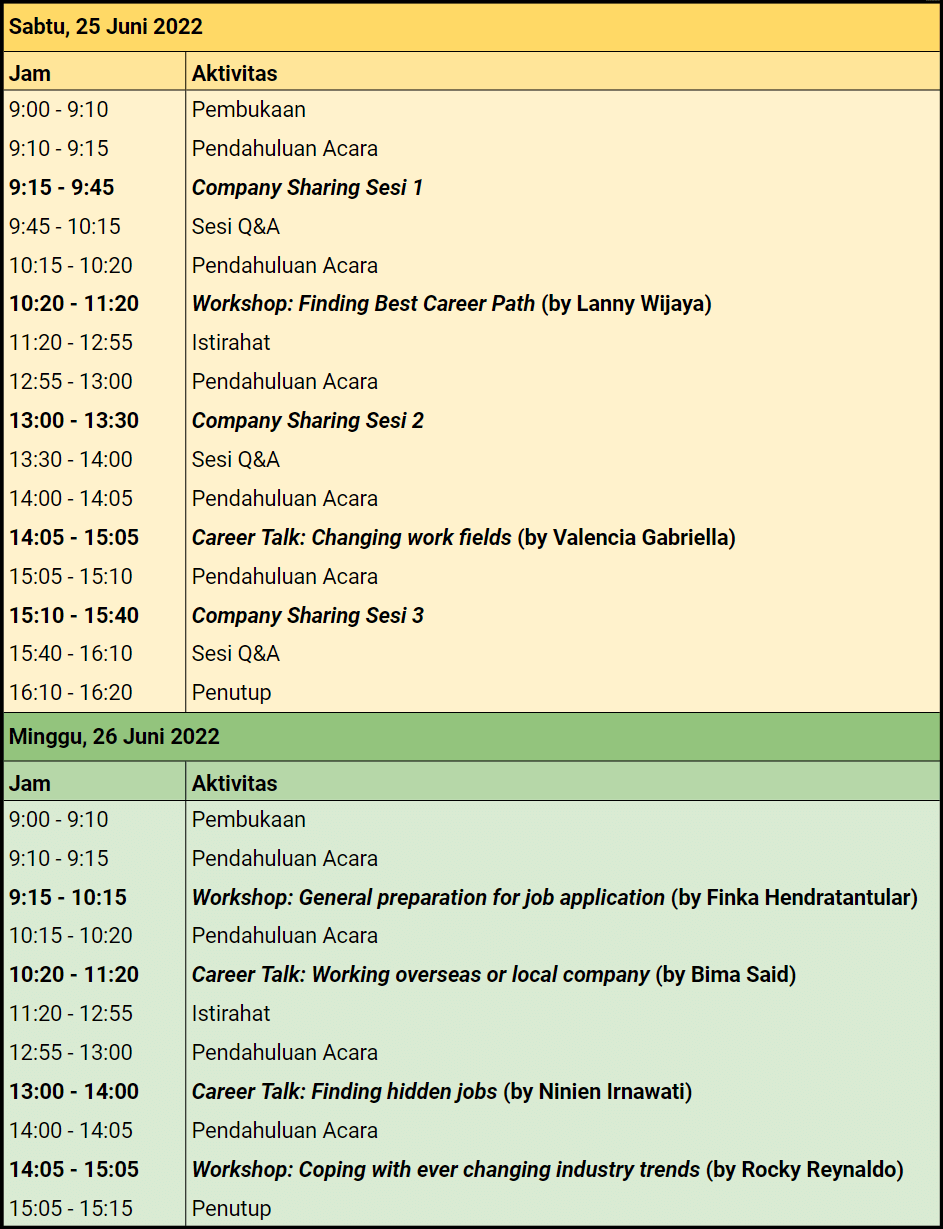 Sabtu, 25 Juni 2022
Jam Aktivitas
9:00 - 9:10 Pembukaan
9:10 - 9:15 Pendahuluan Acara
9:15 - 9:45 Company Sharing Sesi 1
9:45 - 10:15 Sesi Q&A
10:15 - 10:20 Pendahuluan Acara
10:20 - 11:20 Workshop: Finding Best Career Path (by Lanny Wijaya)
11:20 - 12:55 Istirahat
12:55 - 13:00 Pendahuluan Acara
13:00 - 13:30 Company Sharing Sesi 2
13:30 - 14:00 Sesi Q&A
14:00 - 14:05 Pendahuluan Acara
14:05 - 15:05 Career Talk: Changing work fields (by Valencia Gabriella)
15:05 - 15:10 Pendahuluan Acara
15:10 - 15:40 Company Sharing Sesi 3
15:40 - 16:10 Sesi Q&A
16:10 - 16:20 Penutup
Minggu, 26 Juni 2022
Jam Aktivitas
9:00 - 9:10 Pembukaan
9:10 - 9:15 Pendahuluan Acara
9:15 - 10:15 Workshop: General preparation for job application (by Finka Hendratantular)
10:15 - 10:20 Pendahuluan Acara
10:20 - 11:20 Career Talk: Working overseas or local company (by Bima Said)
11:20 - 12:55 Istirahat
12:55 - 13:00 Pendahuluan Acara
13:00 - 14:00 Career Talk: Finding hidden jobs (by Ninien Irnawati)
14:00 - 14:05 Pendahuluan Acara
14:05 - 15:05 Workshop: Coping with ever changing industry trends (by Rocky Reynaldo)
15:05 - 15:15 Penutup